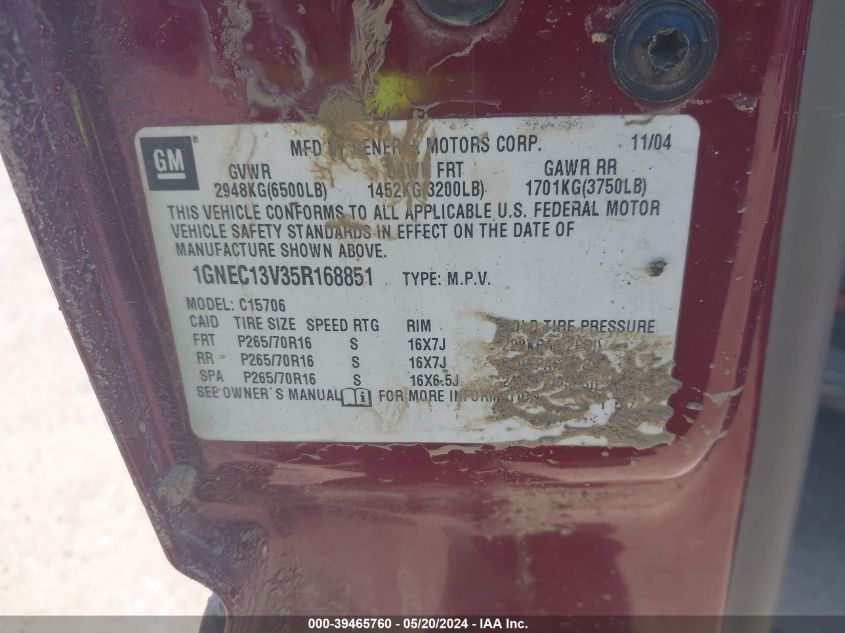 GM
MFD BY GENERAL MOTORS CORP. 11/04
GVWR GAWR FRT GAWR RR
2948KG(6500LB) 1452KG(3200LB) 1701KG(3750LB)
THIS VEHICLE CONFORMS TO ALL APPLICABLE U.S. FEDERAL MOTOR
VEHICLE SAFETY STANDARDS IN EFFECT ON THE DATE OF
MANUFACTURE SHOWN ABOVE.
1GNEC13V35R168851 TYPE: M.P.V.
MODEL: C15706
CAID TIRE SIZE SPEED RTG RIM COLD TIRE PRESSURE
FRT P265/70R16 S 16X7J
RR P265/70R16 S 16X7J
SPA P265/70R16 S 16X6.5J
SEE OWNER'S MANUAL FOR MORE INFORMATION
000-39465760 - 05/20/2024 - IAA Inc.